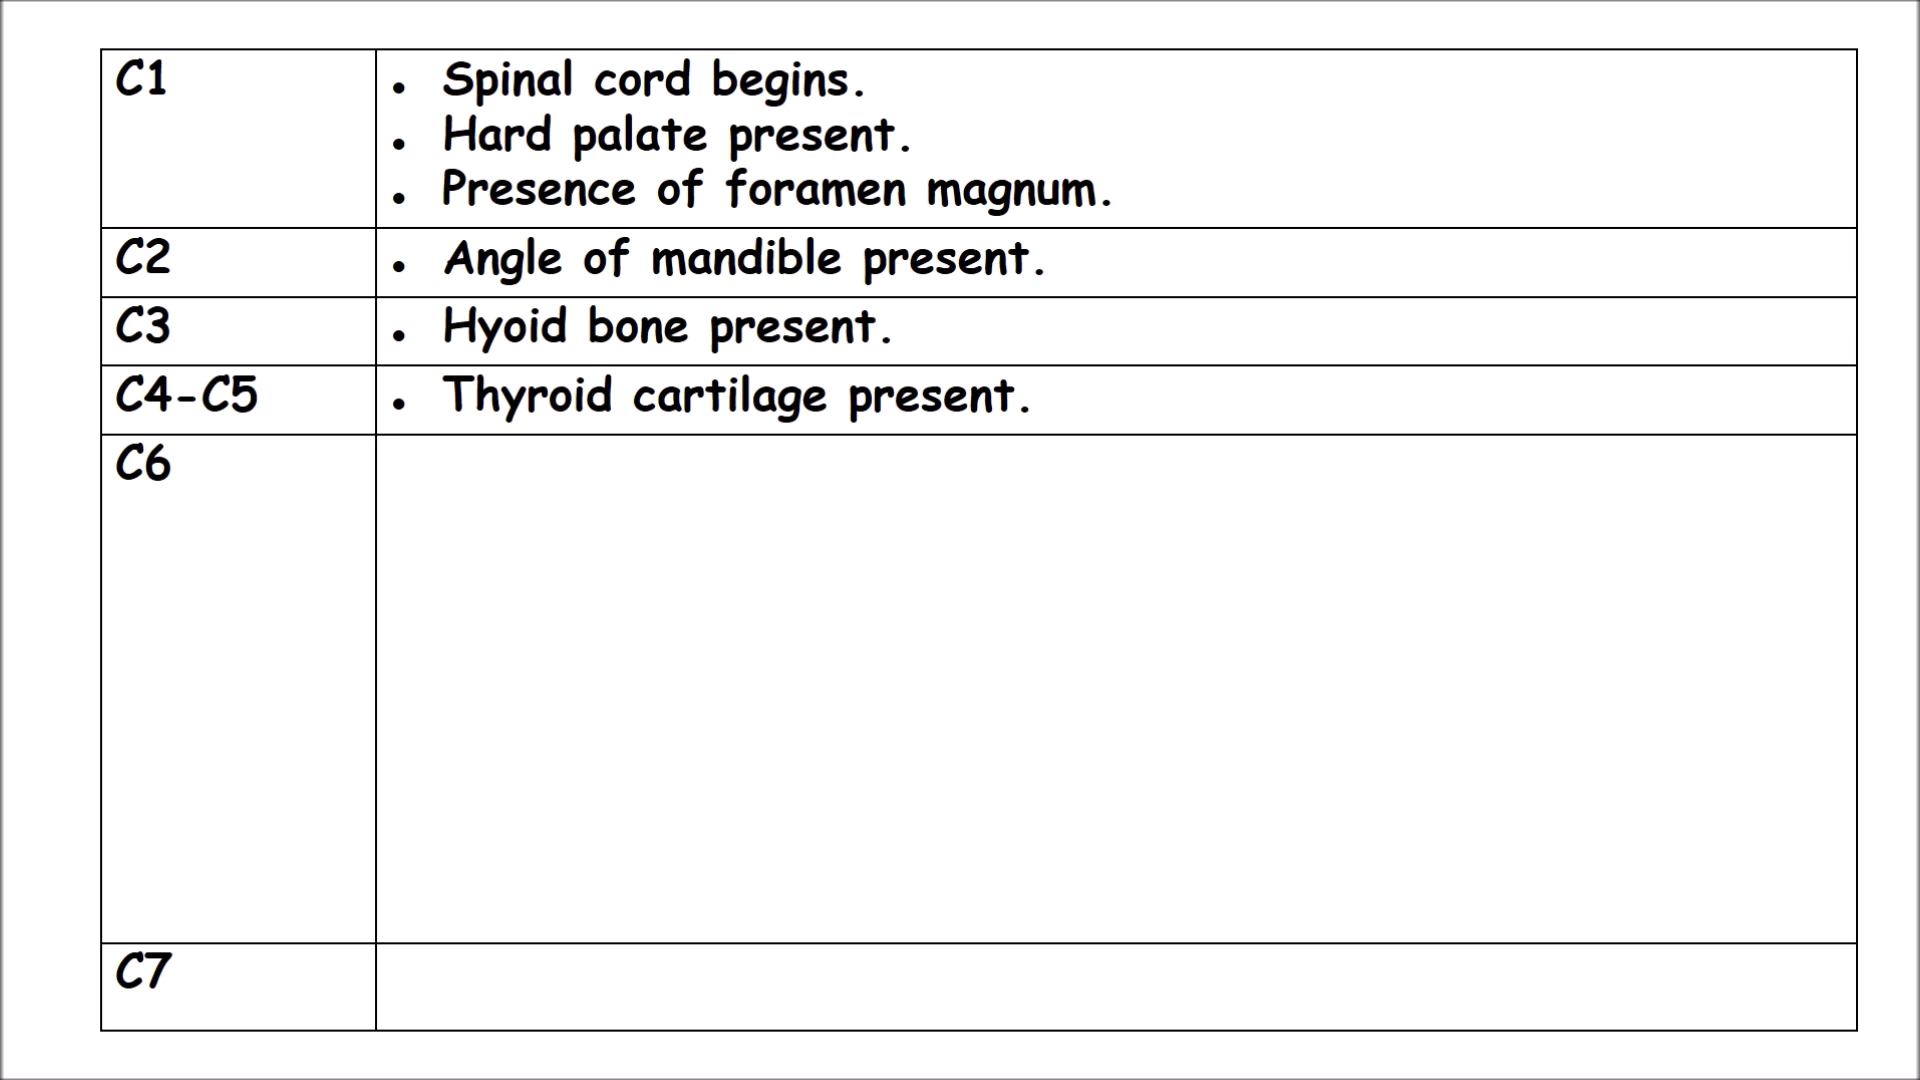 C1
• Spinal cord begins.
• Hard palate present.
• Presence of foramen magnum.
C2
• Angle of mandible present.
C3
• Hyoid bone present.
C4-C5
• Thyroid cartilage present.
C6
C7